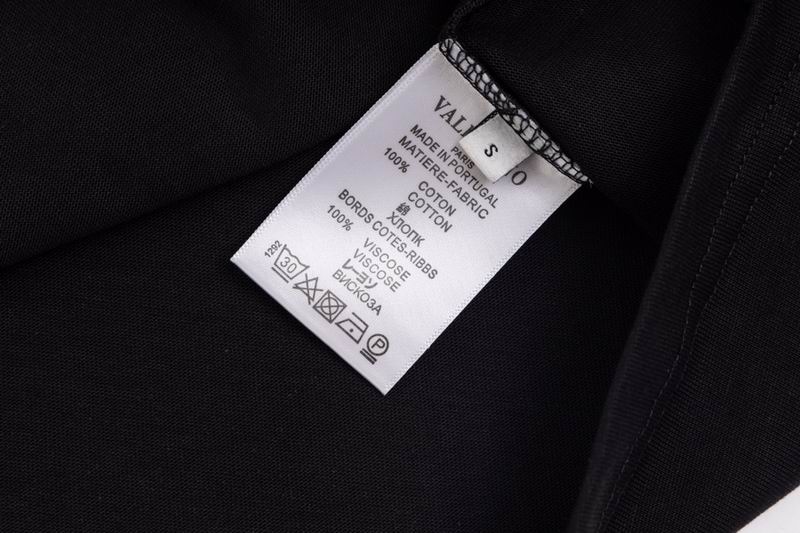 S
PARIS
MADE IN PORTUGAL
MATIERE-FABRIC
100% COTON
COTTON
綿
ХЛОПК
BORDS COTES-RIBBS
100% VISCOSE
VISCOSE
レーヨン
ВИСКОЗА
1292
30
P